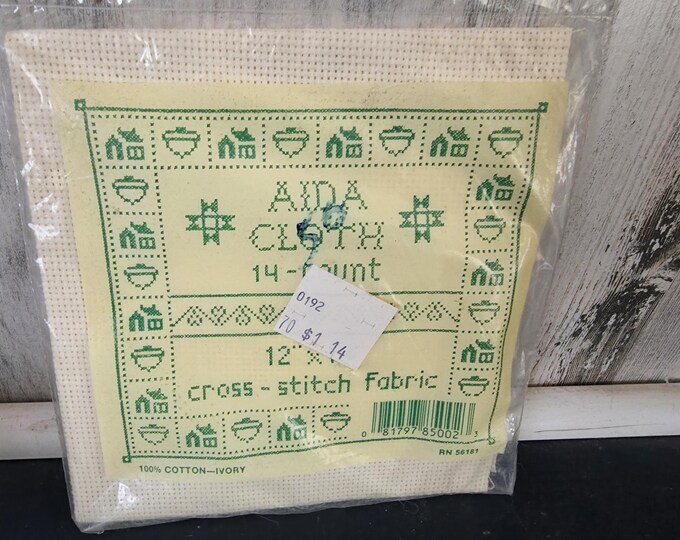 AIDA
CLOTH
14-count
0192
70 $1.14
12" x
cross-stitch fabric
0 81797 85002 3
100% COTTON—IVORY
RN 56181